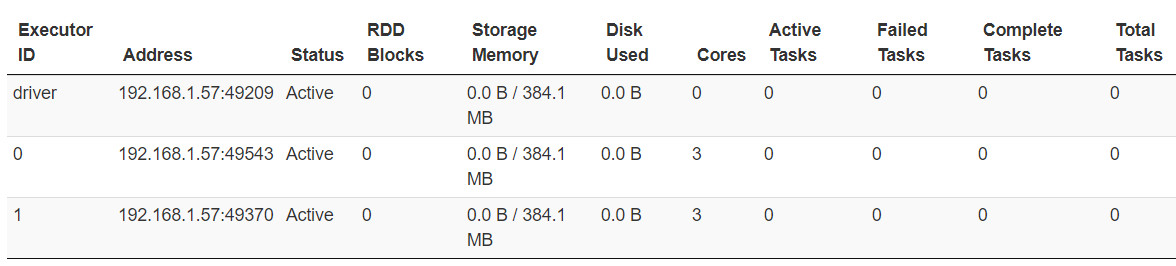 Executor ID Address Status RDD Blocks Storage Memory Disk Used Cores Active Tasks Failed Tasks Complete Tasks Total Tasks
driver 192.168.1.57:49209 Active 0 0.0 B / 384.1 MB 0.0 B 0 0 0 0 0
0 192.168.1.57:49543 Active 0 0.0 B / 384.1 MB 0.0 B 3 0 0 0 0
1 192.168.1.57:49370 Active 0 0.0 B / 384.1 MB 0.0 B 3 0 0 0 0